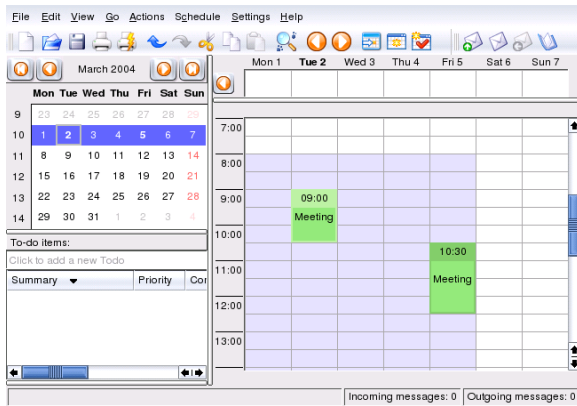 File Edit View Go Actions Schedule Settings Help
March 2004
Mon Tue Wed Thu Fri Sat Sun
9 23 24 25 26 27 28 29
10 1 2 3 4 5 6 7
11 8 9 10 11 12 13 14
12 15 16 17 18 19 20 21
13 22 23 24 25 26 27 28
14 29 30 31 1 2 3 4
To-do items:
Click to add a new Todo
Summary Priority Cor
Mon 1 Tue 2 Wed 3 Thu 4 Fri 5 Sat 6 Sun 7
7:00
8:00
9:00
09:00
Meeting
10:00
10:30
11:00
Meeting
12:00
13:00
Incoming messages: 0 Outgoing messages: 0